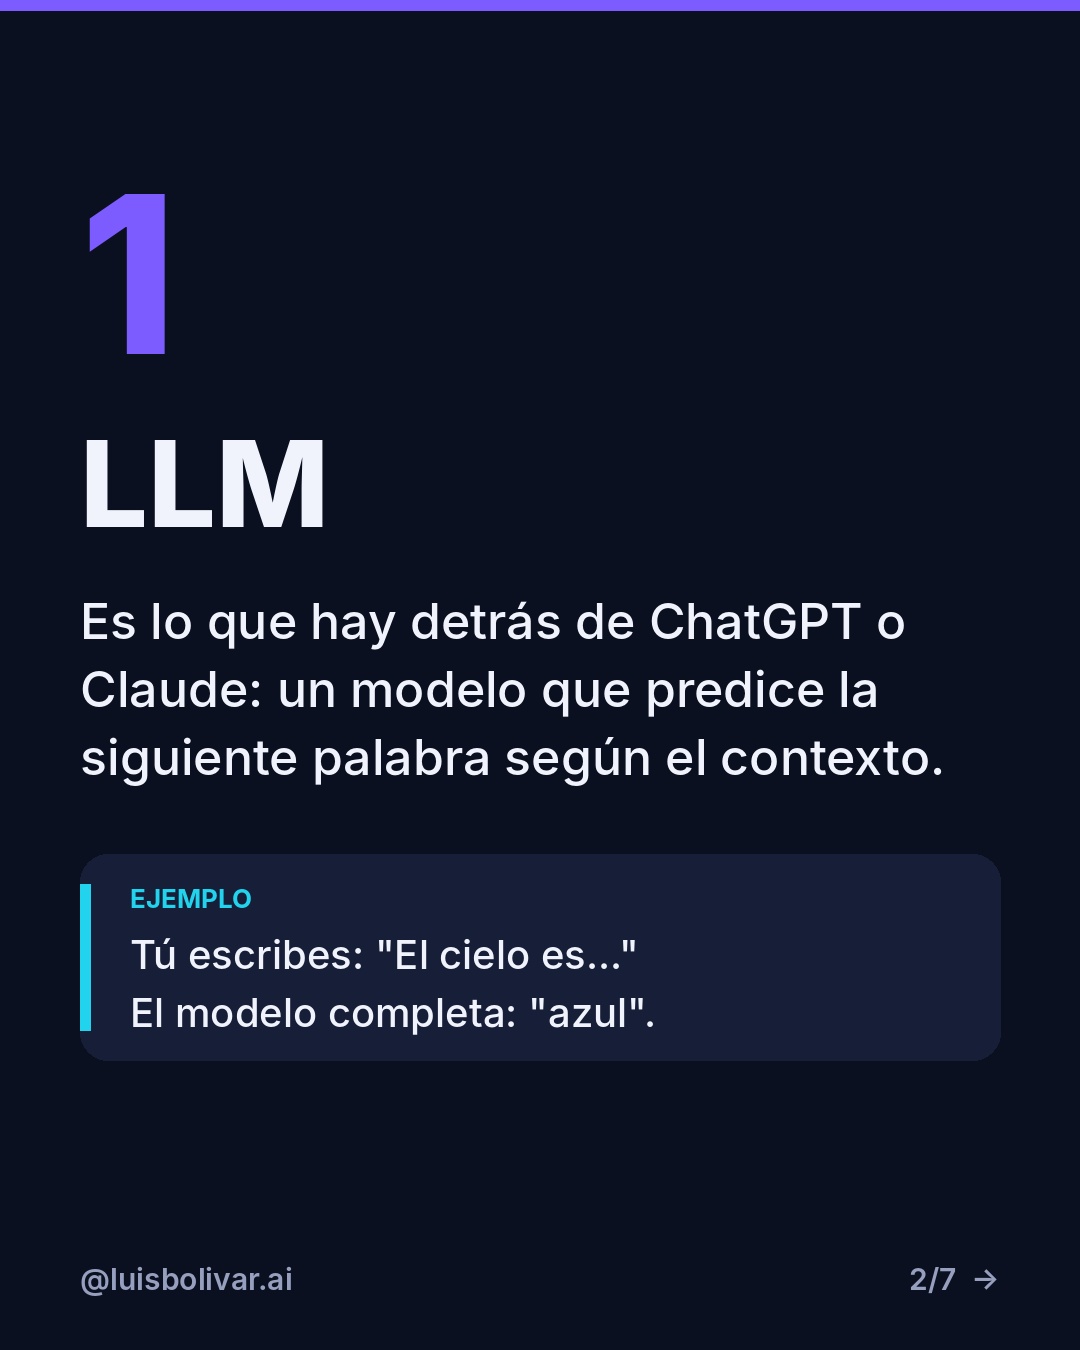 1
LLM
Es lo que hay detrás de ChatGPT o
Claude: un modelo que predice la
siguiente palabra según el contexto.
EJEMPLO
Tú escribes: "El cielo es..."
El modelo completa: "azul".
@luisbolivar.ai
2/7 →